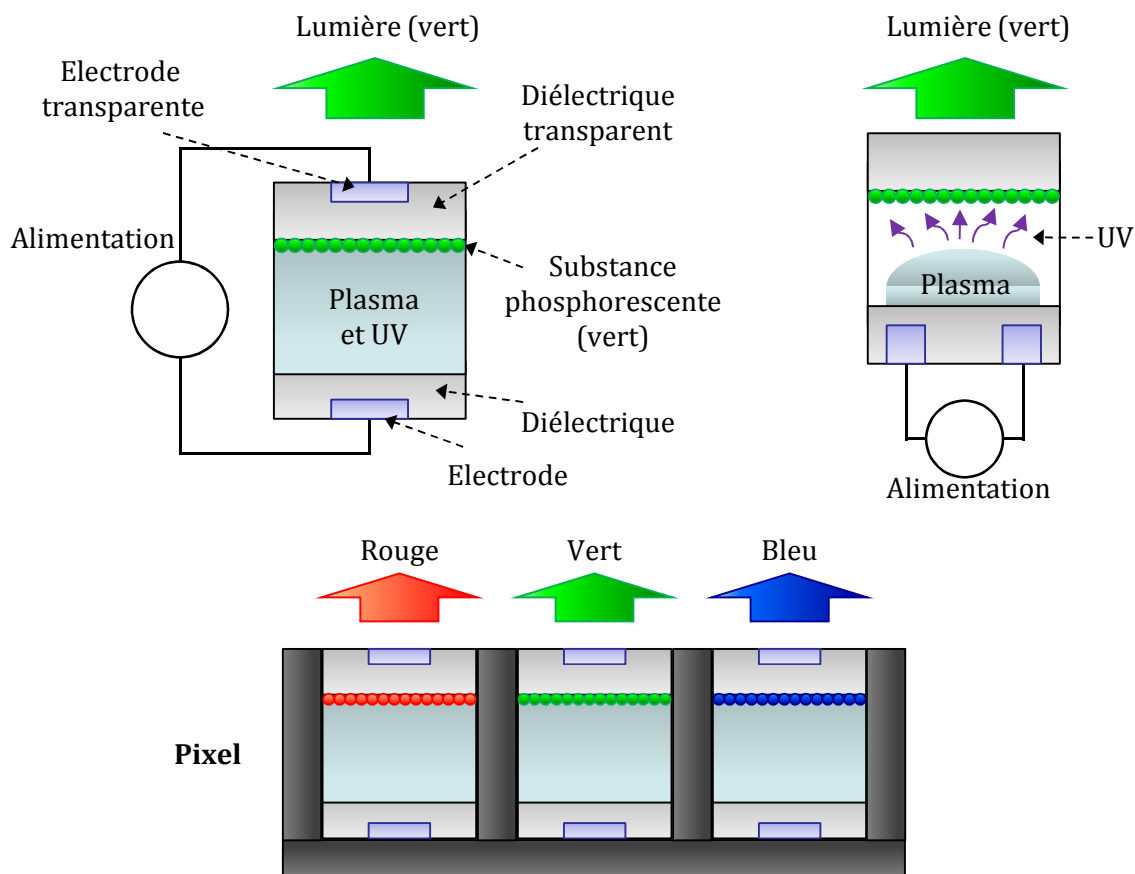 Lumière (vert)
Electrode
transparente
Diélectrique
transparent
Alimentation
Plasma
et UV
Substance
phosphorescente
(vert)
Diélectrique
Electrode
Lumière (vert)
UV
Plasma
Alimentation
Rouge
Vert
Bleu
Pixel